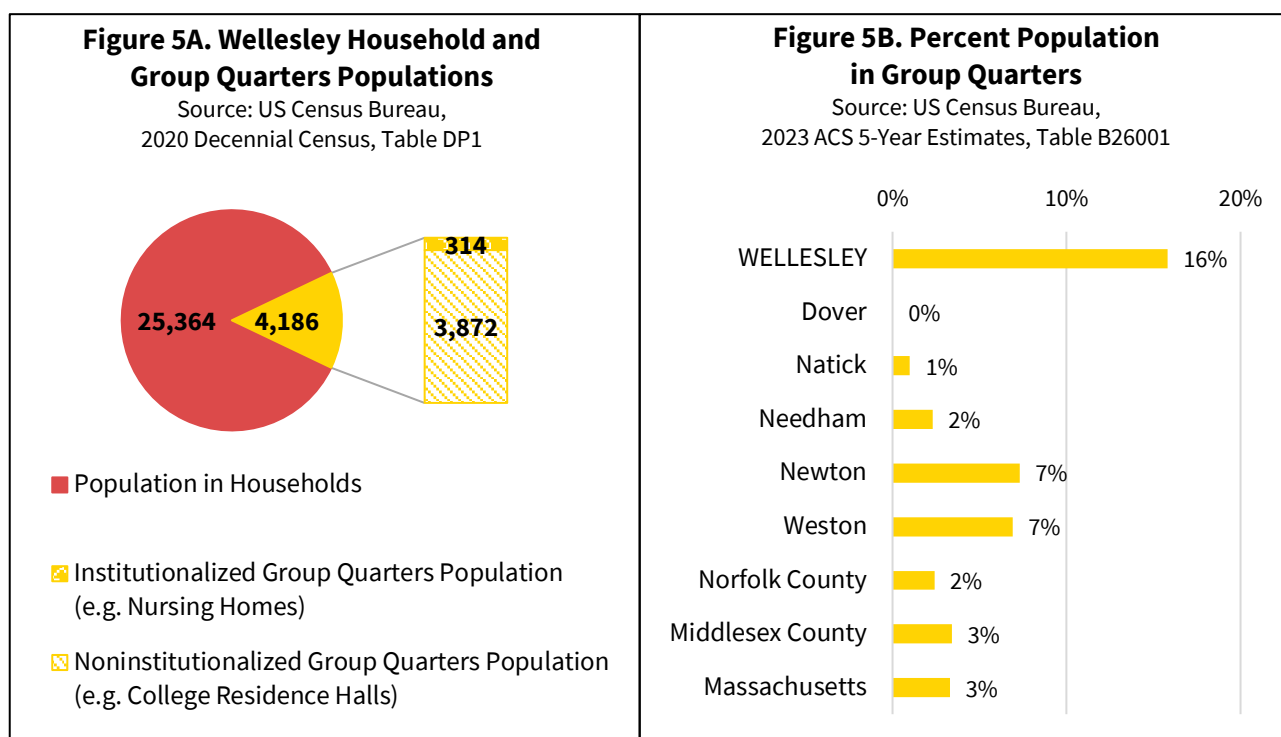 Figure 5A. Wellesley Household and
Group Quarters Populations
Source: US Census Bureau,
2020 Decennial Census, Table DP1
314
25,364
4,186
3,872
Population in Households
Institutionalized Group Quarters Population
(e.g. Nursing Homes)
Noninstitutionalized Group Quarters Population
(e.g. College Residence Halls)
Figure 5B. Percent Population
in Group Quarters
Source: US Census Bureau,
2023 ACS 5-Year Estimates, Table B26001
0% 10% 20%
WELLESLEY 16%
Dover 0%
Natick 1%
Needham 2%
Newton 7%
Weston 7%
Norfolk County 2%
Middlesex County 3%
Massachusetts 3%